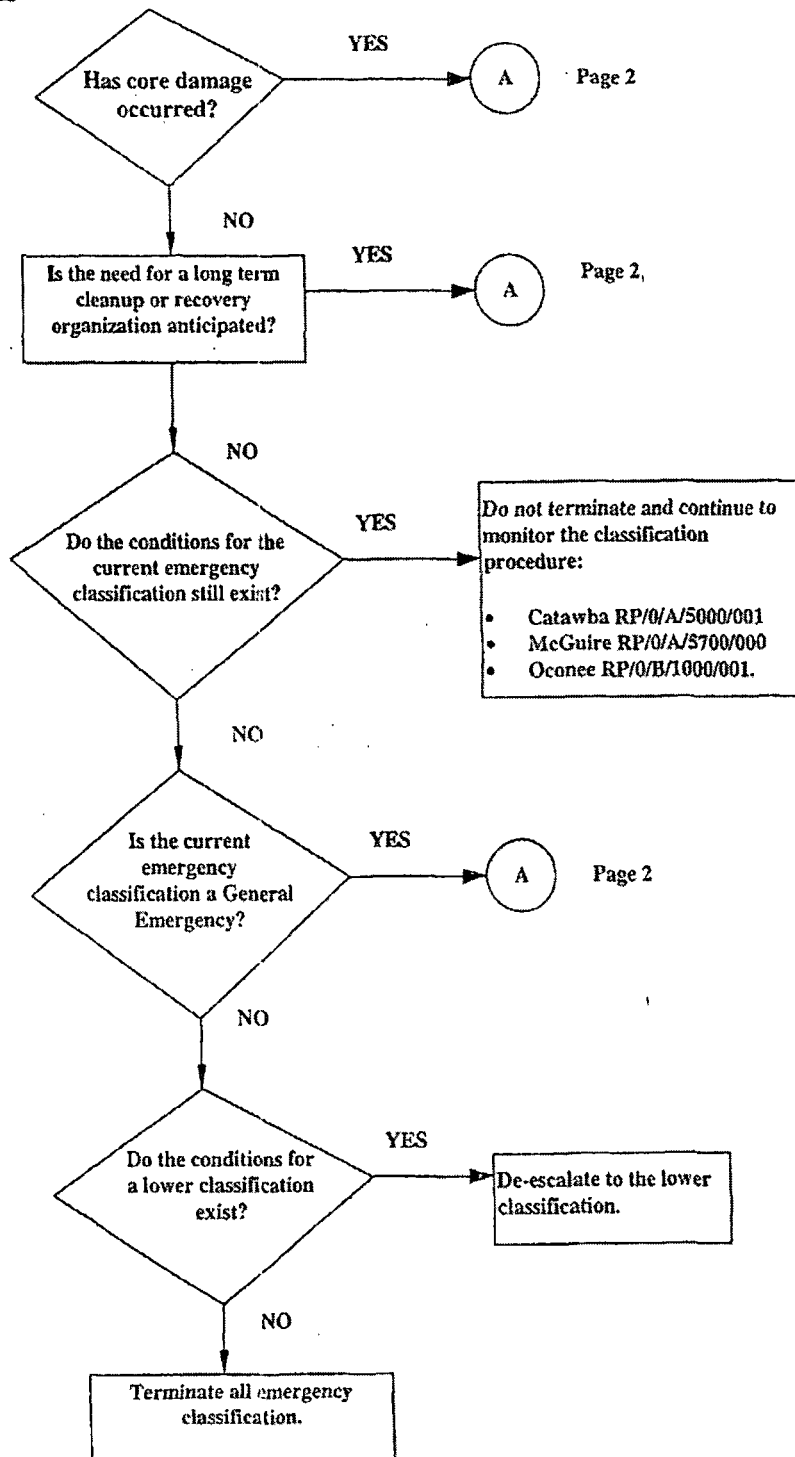 YES
Has core damage
occurred?
A
Page 2
NO
YES
Is the need for a long term
cleanup or recovery
organization anticipated?
A
Page 2
NO
YES
Do the conditions for the
current emergency
classification still exist?
Do not terminate and continue to
monitor the classification
procedure:
• Catawba RP/0/A/5000/001
• McGuire RP/0/A/5700/000
• Oconee RP/0/B/1000/001.
NO
YES
Is the current
emergency
classification a General
Emergency?
A
Page 2
NO
YES
Do the conditions for
a lower classification
exist?
De-escalate to the lower
classification.
NO
Terminate all emergency
classification.